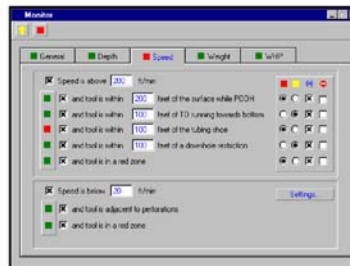 Monitor
General Depth Speed Weight WHP
Speed is above 200 ft/min
and tool is within 200 feet of the surface while POOH
and tool is within 100 feet of TD running towards bottom
and tool is within 100 feet of the tubing shoe
and tool is within 100 feet of a downhole restriction
and tool is in a red zone
Speed is below 20 ft/min
Settings...
and tool is adjacent to perforations
and tool is in a red zone